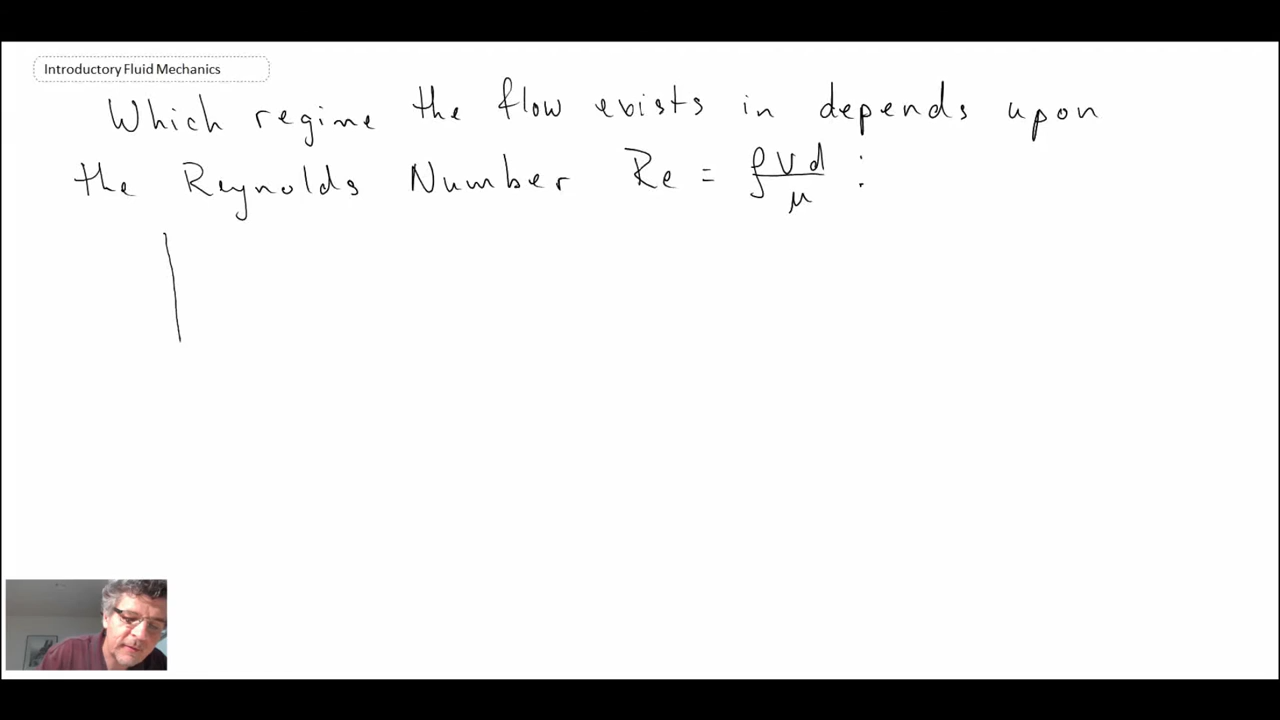 Introductory Fluid Mechanics
Which regime the flow exists in depends upon
the Reynolds Number Re = ρVd/μ :